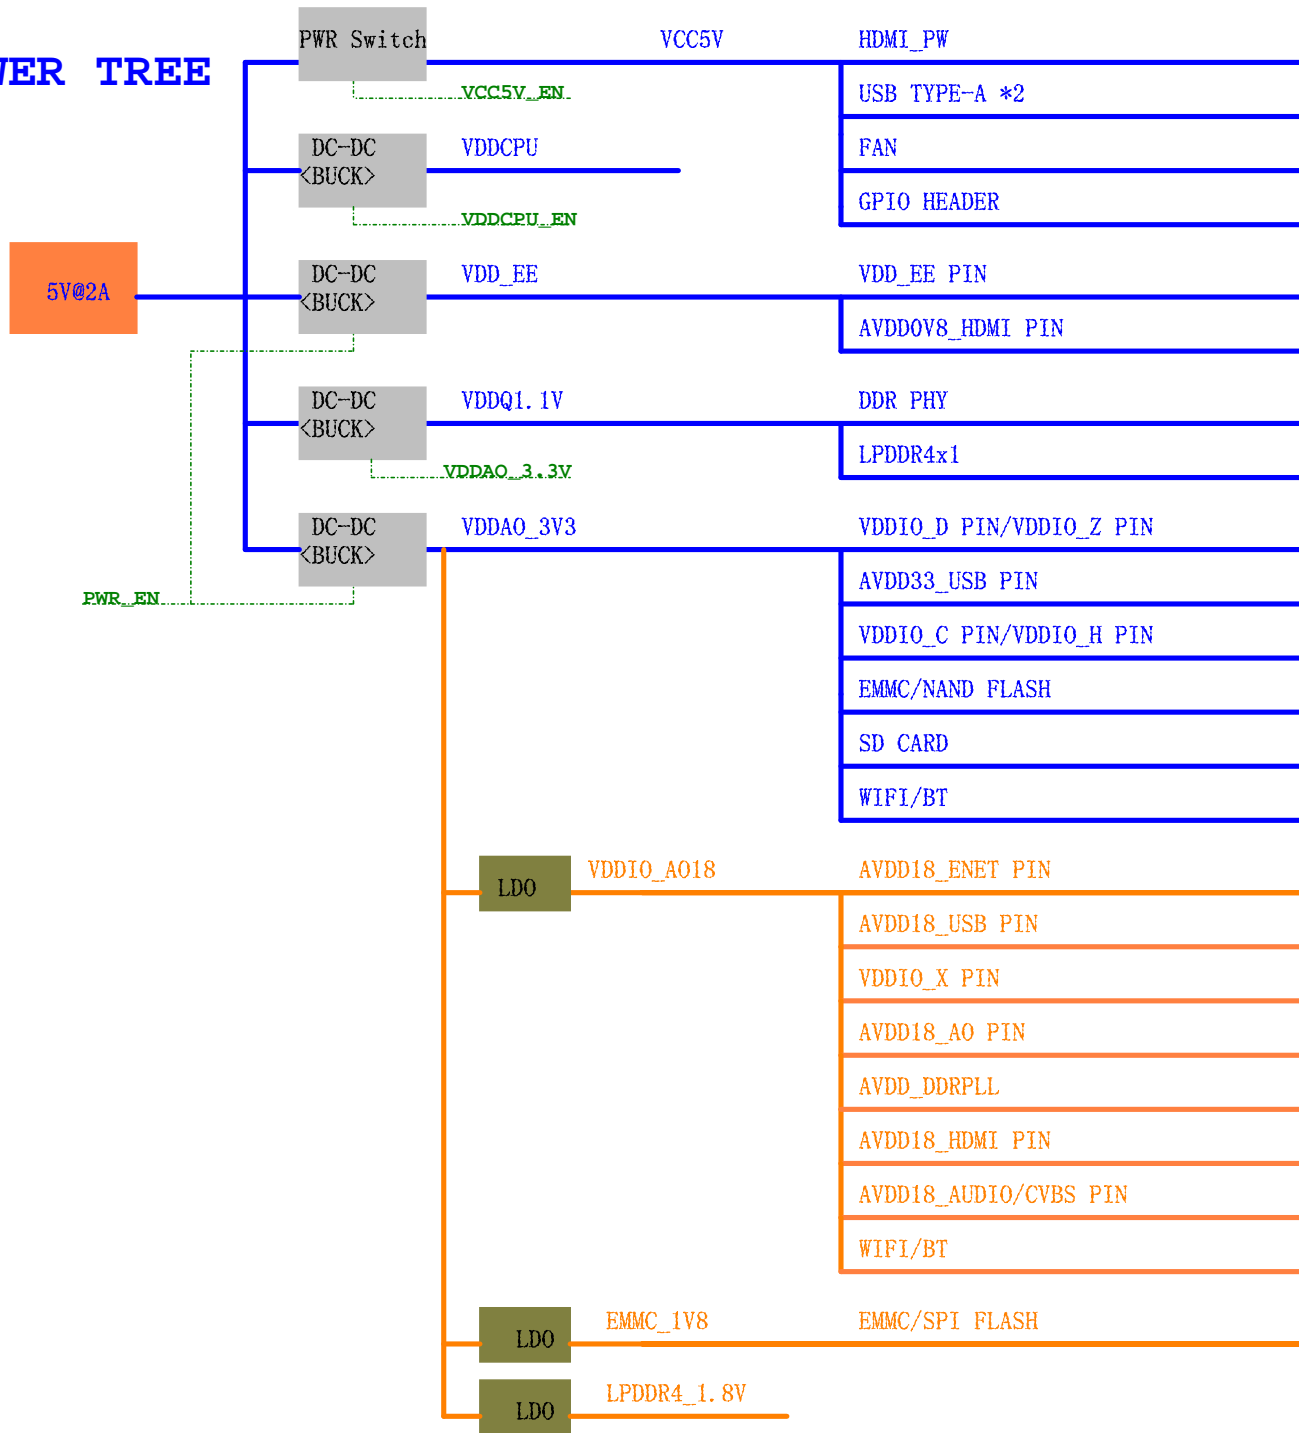 PWR Switch
VCC5V
HDMI_PW
WER TREE
VCC5V_EN
USB TYPE-A *2
DC-DC
<BUCK>
VDDCPU
FAN
VDDCPU_EN
GPIO HEADER
5V@2A
DC-DC
<BUCK>
VDD_EE
VDD_EE PIN
AVDD0V8_HDMI PIN
DC-DC
<BUCK>
VDDQ1.1V
DDR PHY
VDDAO_3.3V
LPDDR4x1
DC-DC
<BUCK>
VDDAO_3V3
VDDIO_D PIN/VDDIO_Z PIN
PWR_EN
AVDD33_USB PIN
VDDIO_C PIN/VDDIO_H PIN
EMMC/NAND FLASH
SD CARD
WIFI/BT
LDO
VDDIO_AO18
AVDD18_ENET PIN
AVDD18_USB PIN
VDDIO_X PIN
AVDD18_AO PIN
AVDD_DDRPLL
AVDD18_HDMI PIN
AVDD18_AUDIO/CVBS PIN
WIFI/BT
LDO
EMMC_1V8
EMMC/SPI FLASH
LDO
LPDDR4_1.8V